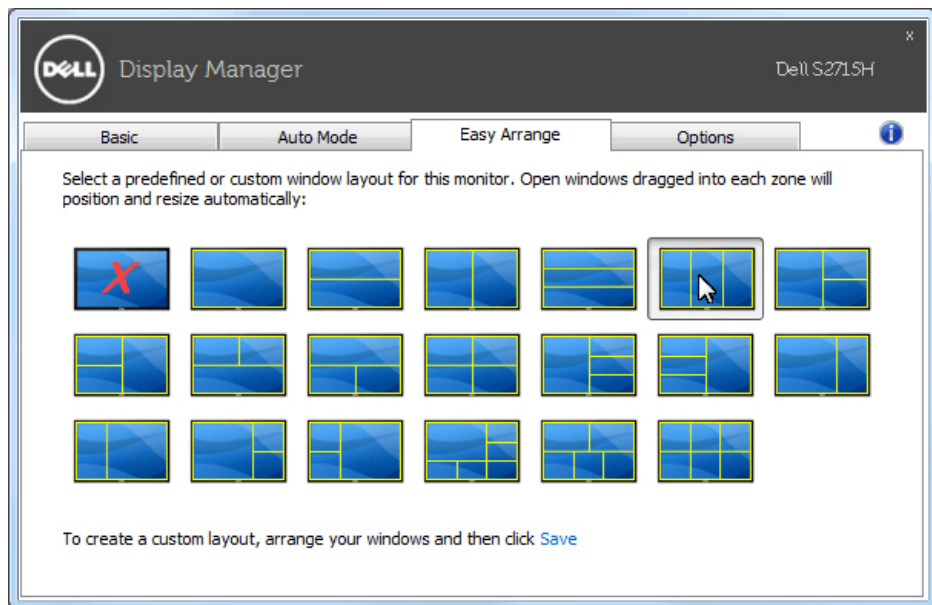 x
DELL
Display Manager
Dell S2715H
Basic
Auto Mode
Easy Arrange
Options
i
Select a predefined or custom window layout for this monitor. Open windows dragged into each zone will
position and resize automatically:
X
To create a custom layout, arrange your windows and then click Save